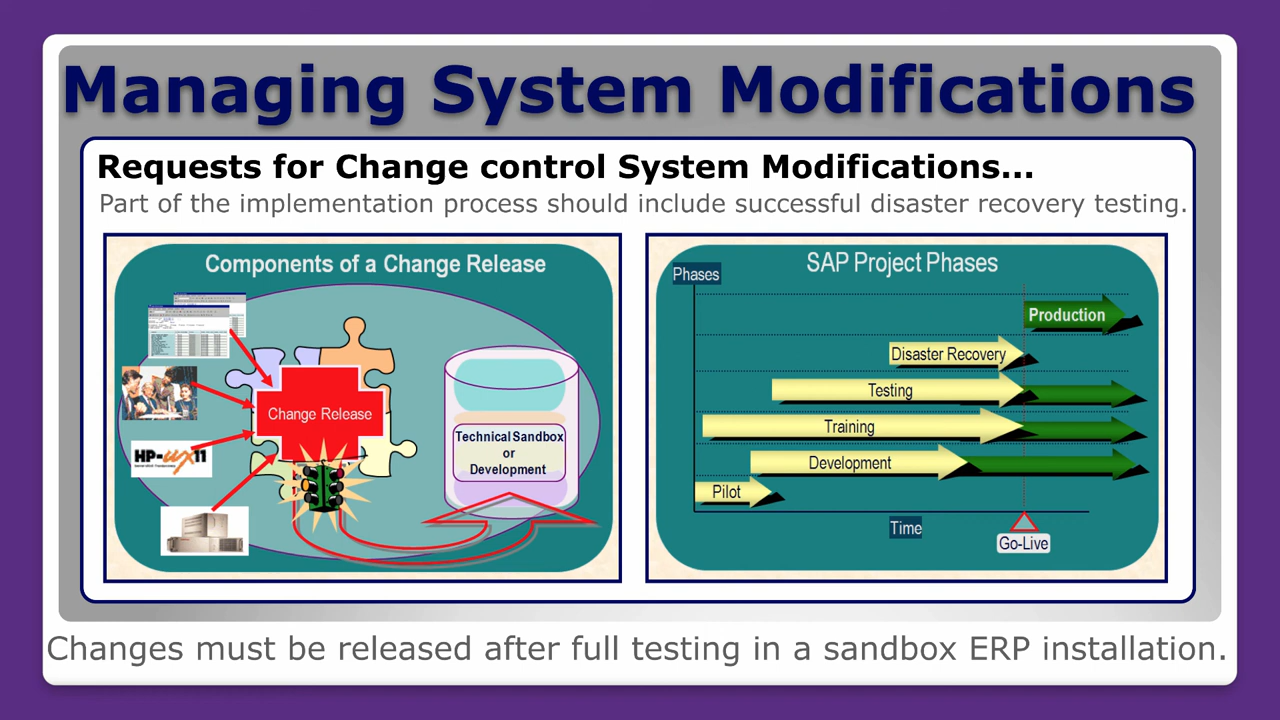 Managing System Modifications
Requests for Change control System Modifications...
Part of the implementation process should include successful disaster recovery testing.
Components of a Change Release
Change Release
HP-UX11
Technical Sandbox
or
Development
SAP Project Phases
Phases
Production
Disaster Recovery
Testing
Training
Development
Pilot
Time
Go-Live
Changes must be released after full testing in a sandbox ERP installation.